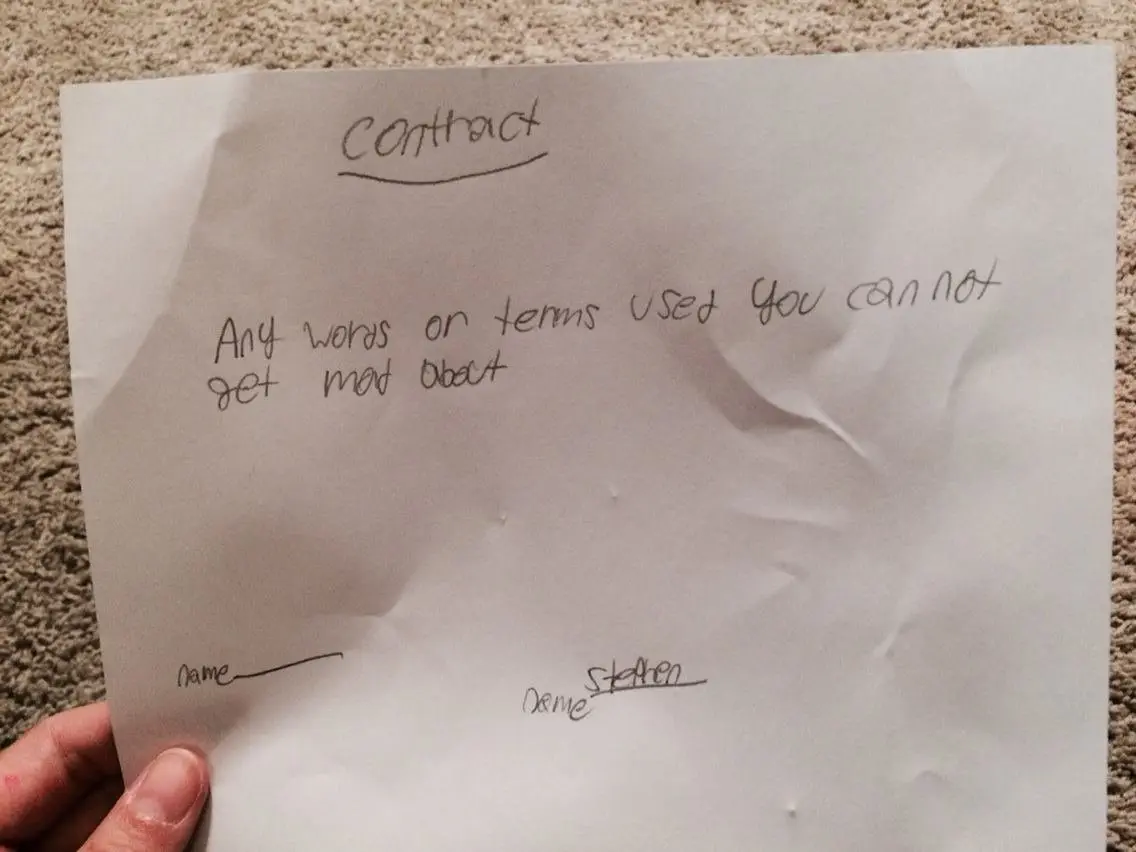 Contract
Any words or terms used you can not
get mad about
name
Stephen
name